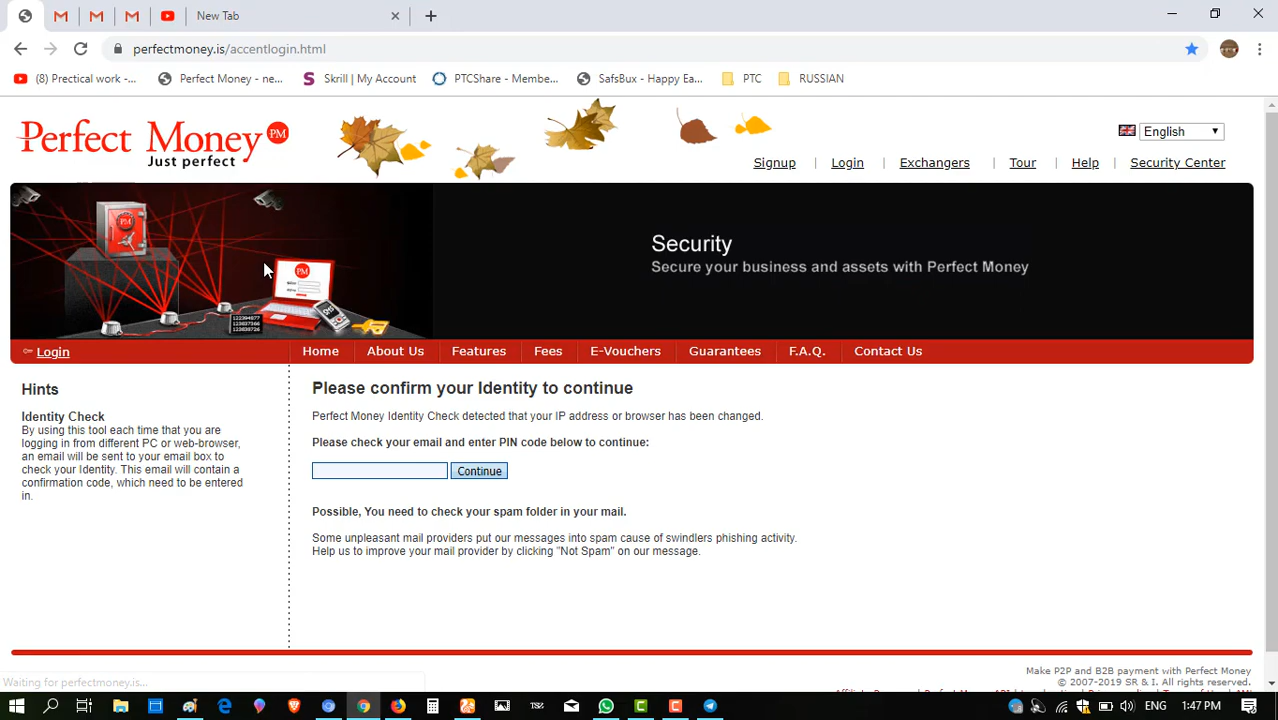 New Tab
perfectmoney.is/accentlogin.html
(8) Prectical work -...
Perfect Money - ne...
Skrill | My Account
PTCShare - Membe...
SafsBux - Happy Ea...
PTC
RUSSIAN
Perfect Money PM
Just perfect
English
Signup | Login | Exchangers | Tour | Help | Security Center
PM
PM
Security
Secure your business and assets with Perfect Money
Login
Home About Us Features Fees E-Vouchers Guarantees F.A.Q. Contact Us
Hints
Identity Check
By using this tool each time that you are
logging in from different PC or web-browser,
an email will be sent to your email box to
check your Identity. This email will contain a
confirmation code, which need to be entered
in.
Please confirm your Identity to continue
Perfect Money Identity Check detected that your IP address or browser has been changed.
Please check your email and enter PIN code below to continue:
Continue
Possible, You need to check your spam folder in your mail.
Some unpleasant mail providers put our messages into spam cause of swindlers phishing activity.
Help us to improve your mail provider by clicking "Not Spam" on our message.
Make P2P and B2B payment with Perfect Money
© 2007-2019 SR & I. All rights reserved.
Waiting for perfectmoney.is...
ENG
1:47 PM